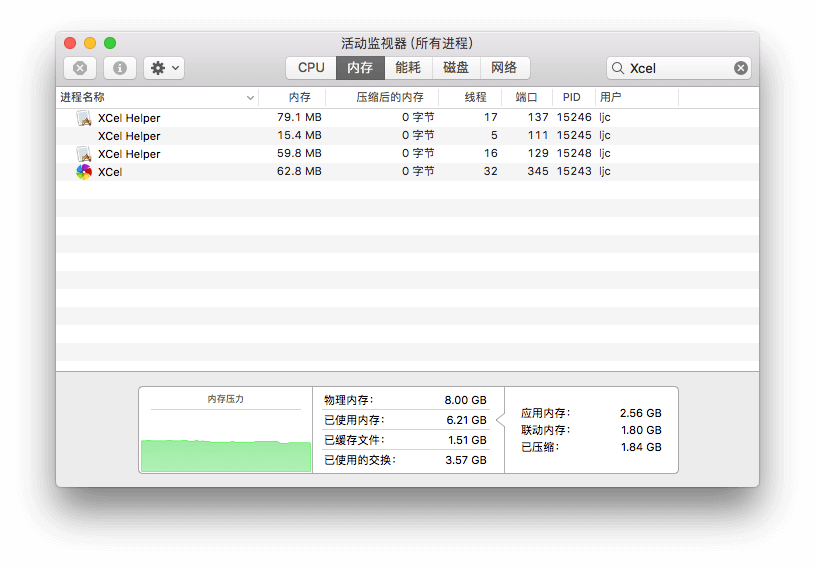 活动监视器 (所有进程)
CPU 内存 能耗 磁盘 网络 Xcel
进程名称 内存 压缩后的内存 线程 端口 PID 用户
XCel Helper 79.1 MB 0 字节 17 137 15246 ljc
XCel Helper 15.4 MB 0 字节 5 111 15245 ljc
XCel Helper 59.8 MB 0 字节 16 129 15248 ljc
XCel 62.8 MB 0 字节 32 345 15243 ljc
内存压力
物理内存: 8.00 GB
已使用内存: 6.21 GB
已缓存文件: 1.51 GB
已使用的交换: 3.57 GB
应用内存: 2.56 GB
联动内存: 1.80 GB
已压缩: 1.84 GB